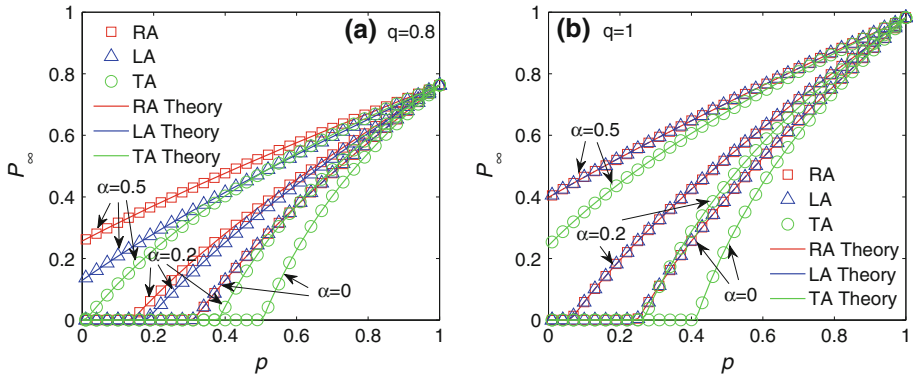 (a) q=0.8
RA
LA
TA
RA Theory
LA Theory
TA Theory
α=0.5
α=0.2
α=0
P∞
0
0.2
0.4
0.6
0.8
1
0 0.2 0.4 0.6 0.8 1
p
(b) q=1
α=0.5
α=0.2
α=0
RA
LA
TA
RA Theory
LA Theory
TA Theory
P∞
0
0.2
0.4
0.6
0.8
1
0 0.2 0.4 0.6 0.8 1
p